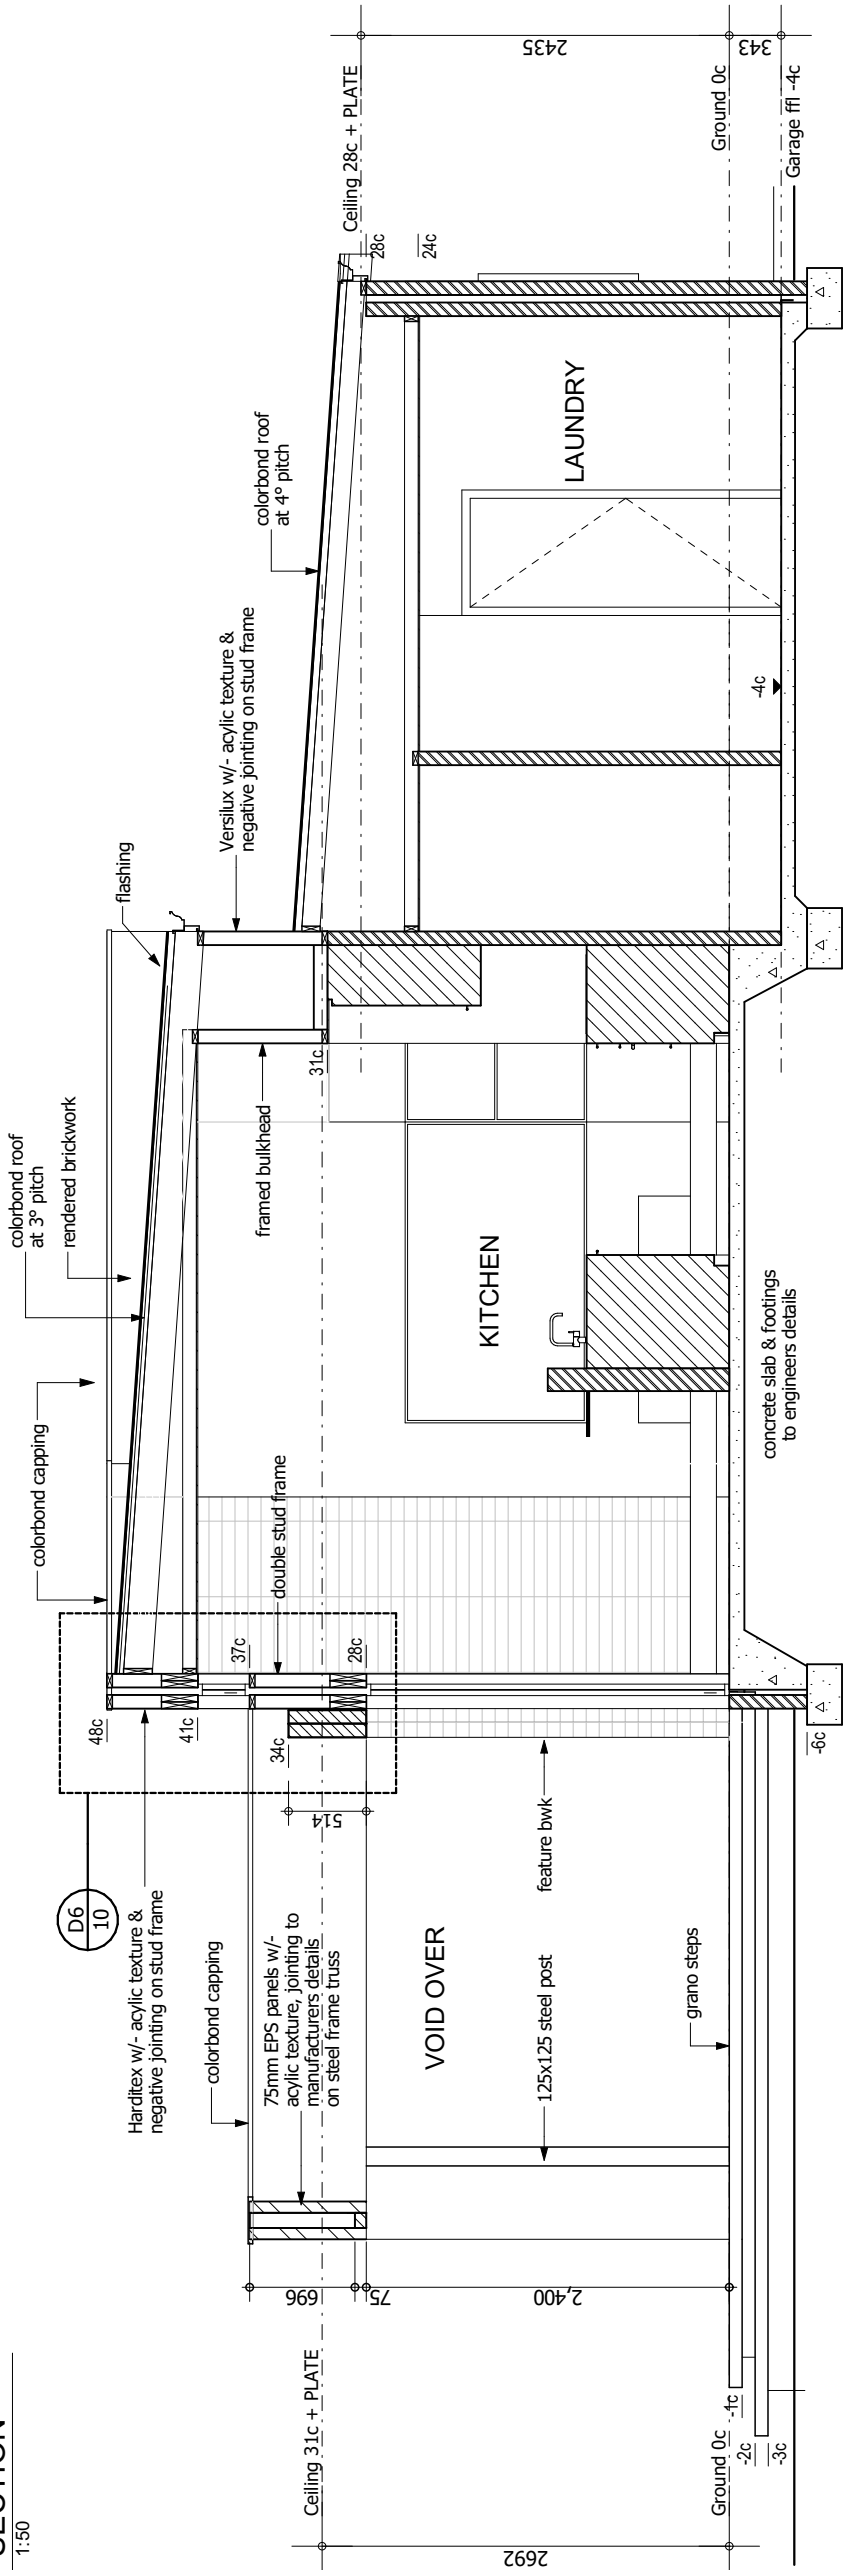 SECTION
1:50
colorbond capping
colorbond roof
at 3° pitch
rendered brickwork
flashing
Versilux w/- acylic texture &
negative jointing on stud frame
colorbond roof
at 4° pitch
D6
10
Harditex w/- acylic texture &
negative jointing on stud frame
colorbond capping
75mm EPS panels w/-
acylic texture, jointing to
manufacturers details
on steel frame truss
48c
41c
37c
34c
28c
514
double stud frame
framed bulkhead
31c
Ceiling 28c + PLATE
28c
24c
2435
Ground 0c
343
Garage ffl -4c
Ceiling 31c + PLATE
696
75
2,400
2692
VOID OVER
KITCHEN
LAUNDRY
125x125 steel post
feature bwk
grano steps
-4c
Ground 0c
-1c
-2c
-3c
-6c
concrete slab & footings
to engineers details